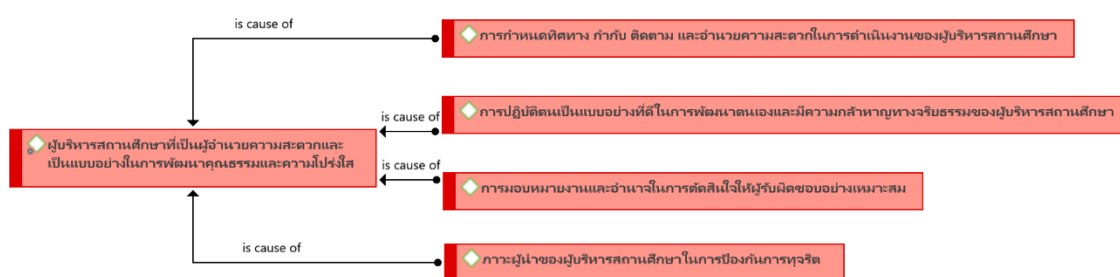 is cause of
การกำหนดทิศทาง กำกับ ติดตาม และอำนวยความสะดวกในการดำเนินงานของผู้บริหารสถานศึกษา
is cause of
การปฏิบัติตนเป็นแบบอย่างที่ดีในการพัฒนาตนเองและมีความกล้าหาญทางจริยธรรมของผู้บริหารสถานศึกษา
ผู้บริหารสถานศึกษาที่เป็นผู้อำนวยความสะดวกและ
เป็นแบบอย่างในการพัฒนาคุณธรรมและความโปร่งใส
is cause of
การมอบหมายงานและอำนาจในการตัดสินใจให้ผู้รับผิดชอบอย่างเหมาะสม
is cause of
ภาวะผู้นำของผู้บริหารสถานศึกษาในการป้องกันการทุจริต